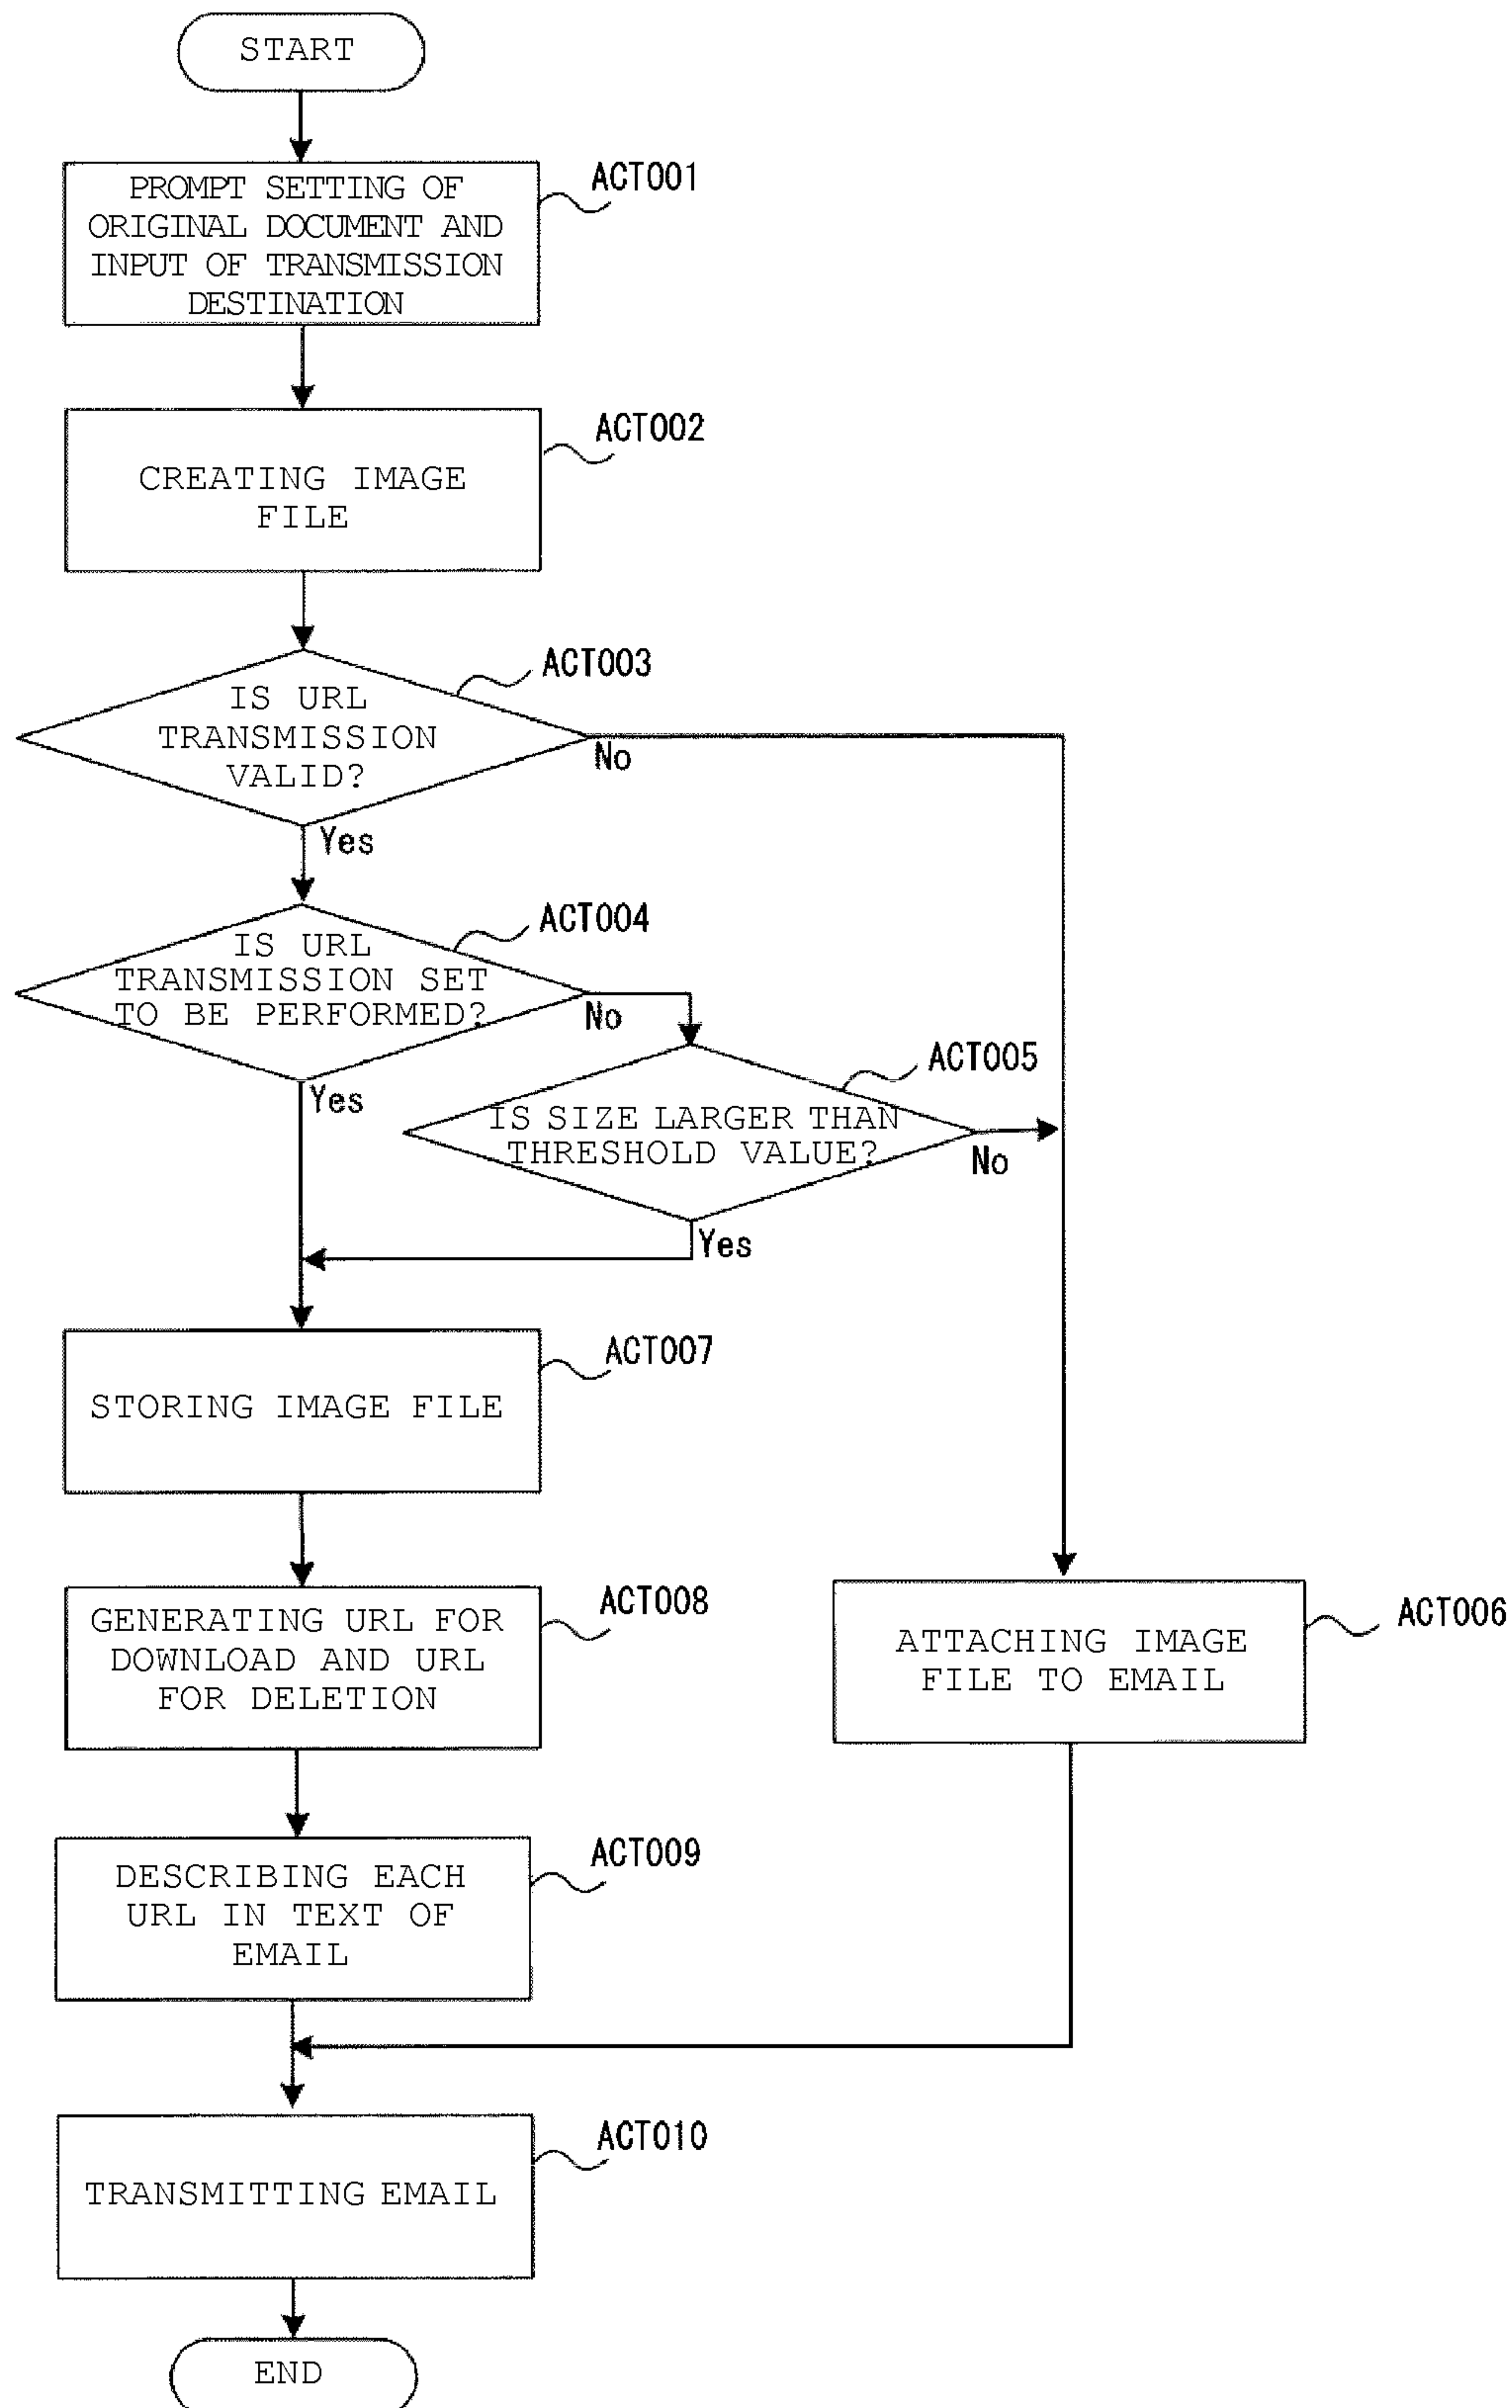 START
ACT001
PROMPT SETTING OF
ORIGINAL DOCUMENT AND
INPUT OF TRANSMISSION
DESTINATION
ACT002
CREATING IMAGE
FILE
ACT003
IS URL
TRANSMISSION
VALID?
No
Yes
ACT004
IS URL
TRANSMISSION SET
TO BE PERFORMED?
No
Yes
ACT005
IS SIZE LARGER THAN
THRESHOLD VALUE?
No
Yes
ACT007
STORING IMAGE FILE
ACT008
GENERATING URL FOR
DOWNLOAD AND URL
FOR DELETION
ACT006
ATTACHING IMAGE
FILE TO EMAIL
ACT009
DESCRIBING EACH
URL IN TEXT OF
EMAIL
ACT010
TRANSMITTING EMAIL
END